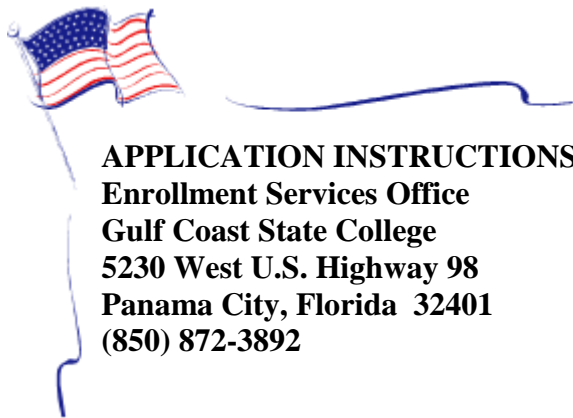 APPLICATION INSTRUCTIONS
Enrollment Services Office
Gulf Coast State College
5230 West U.S. Highway 98
Panama City, Florida  32401
(850) 872-3892